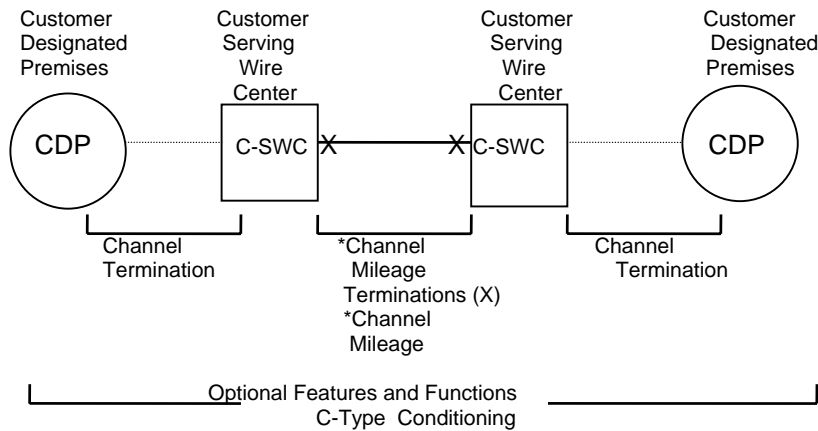 Customer
Designated
Premises
Customer
Serving
Wire
Center
Customer
Serving
Wire
Center
Customer
Designated
Premises
CDP
C-SWC
X
X
C-SWC
CDP
Channel
Termination
*Channel
Mileage
Terminations (X)
*Channel
Mileage
Channel
Termination
Optional Features and Functions
C-Type Conditioning